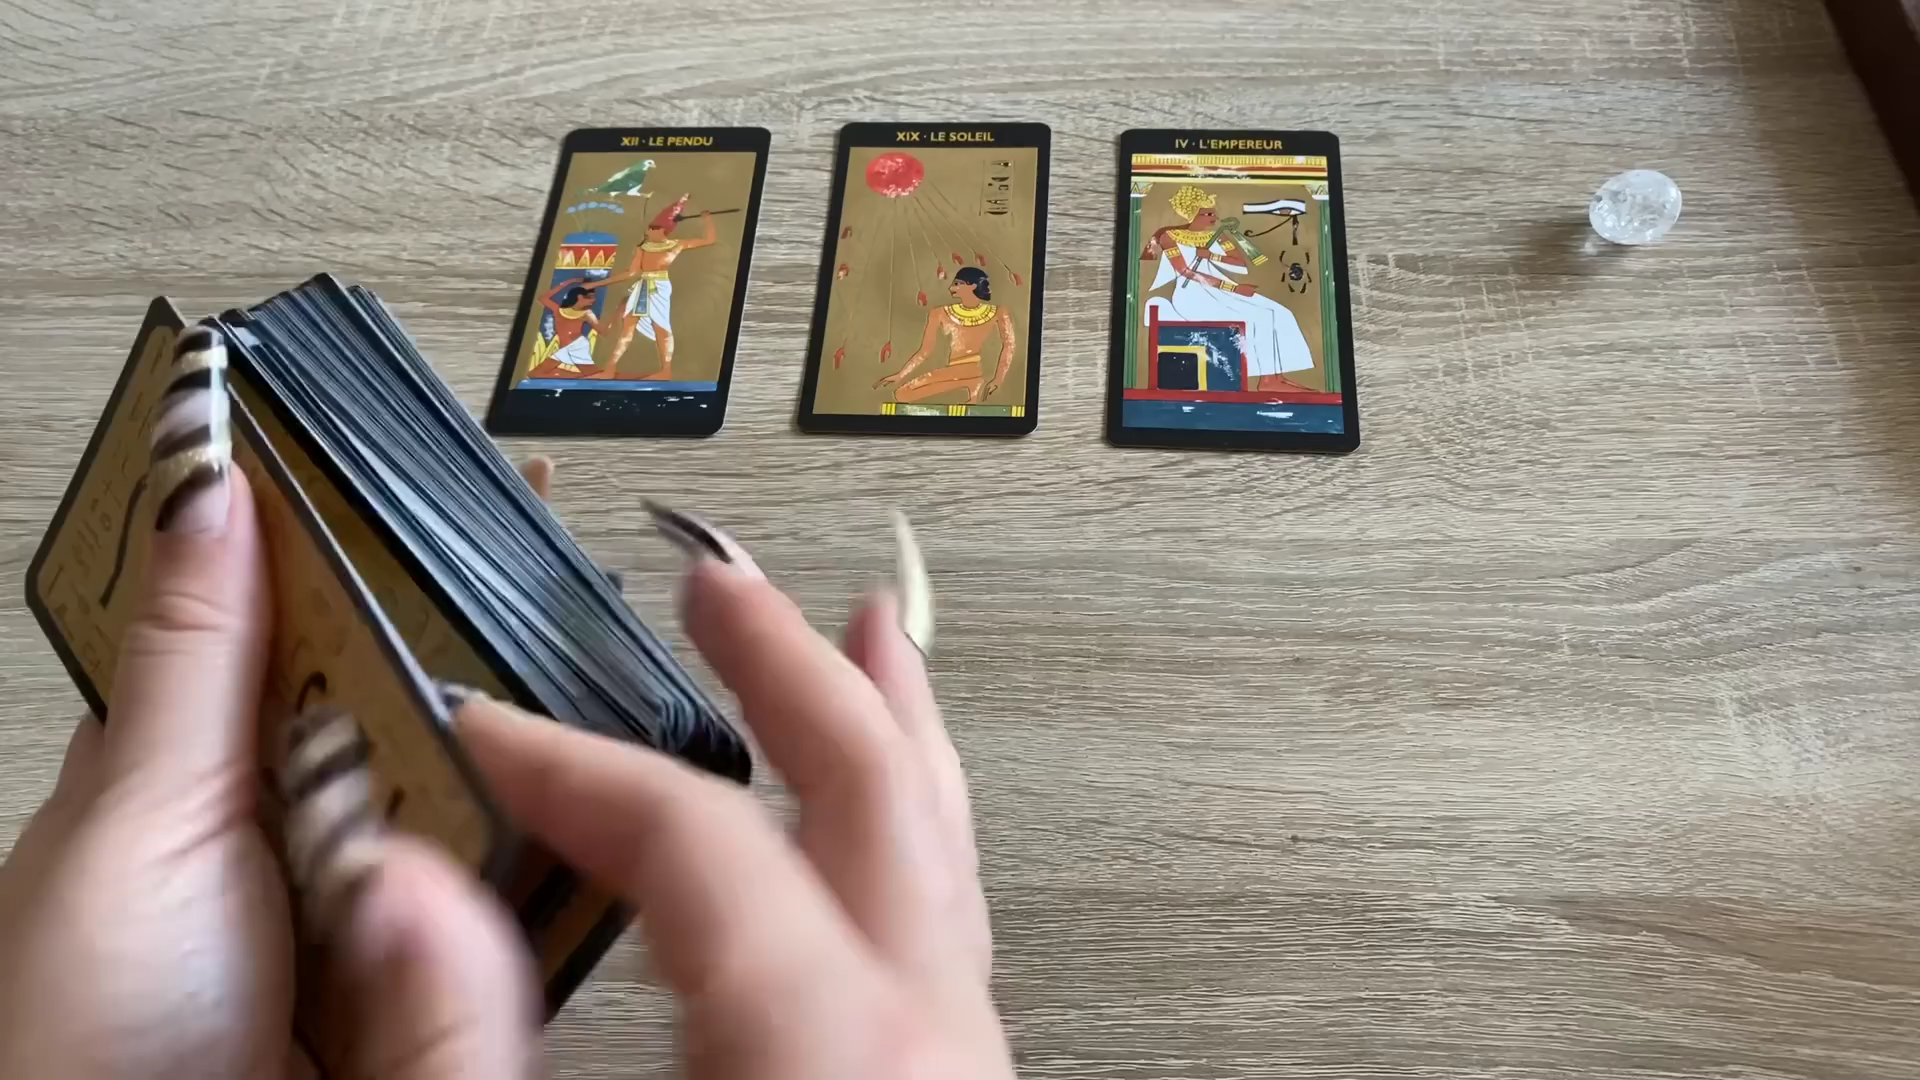 XII · LE PENDU
XIX · LE SOLEIL
IV · L'EMPEREUR